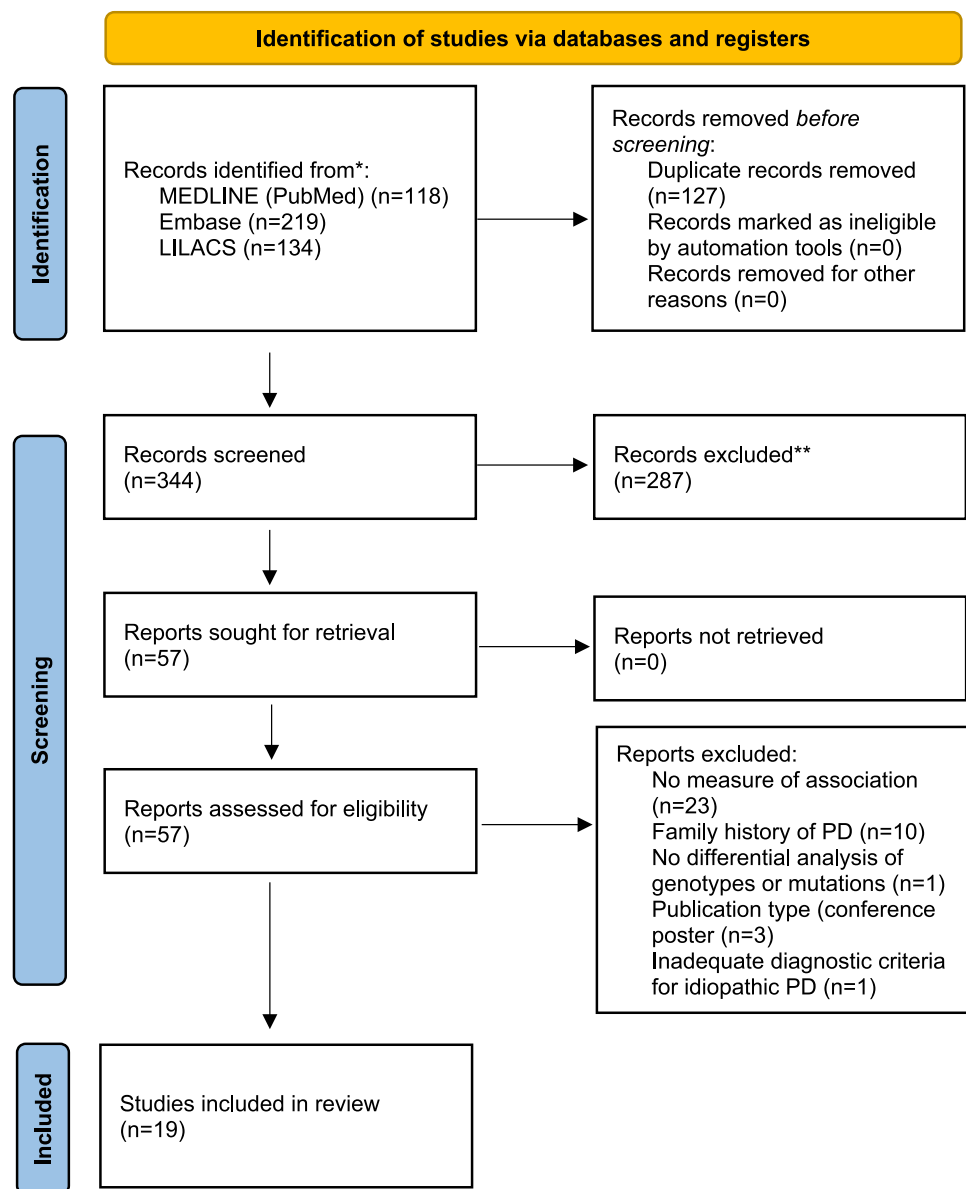 Identification of studies via databases and registers
Identification
Records identified from*:
MEDLINE (PubMed) (n=118)
Embase (n=219)
LILACS (n=134)
Records removed before
screening:
Duplicate records removed
(n=127)
Records marked as ineligible
by automation tools (n=0)
Records removed for other
reasons (n=0)
Screening
Records screened
(n=344)
Records excluded**
(n=287)
Reports sought for retrieval
(n=57)
Reports not retrieved
(n=0)
Reports assessed for eligibility
(n=57)
Reports excluded:
No measure of association
(n=23)
Family history of PD (n=10)
No differential analysis of
genotypes or mutations (n=1)
Publication type (conference
poster (n=3)
Inadequate diagnostic criteria
for idiopathic PD (n=1)
Included
Studies included in review
(n=19)